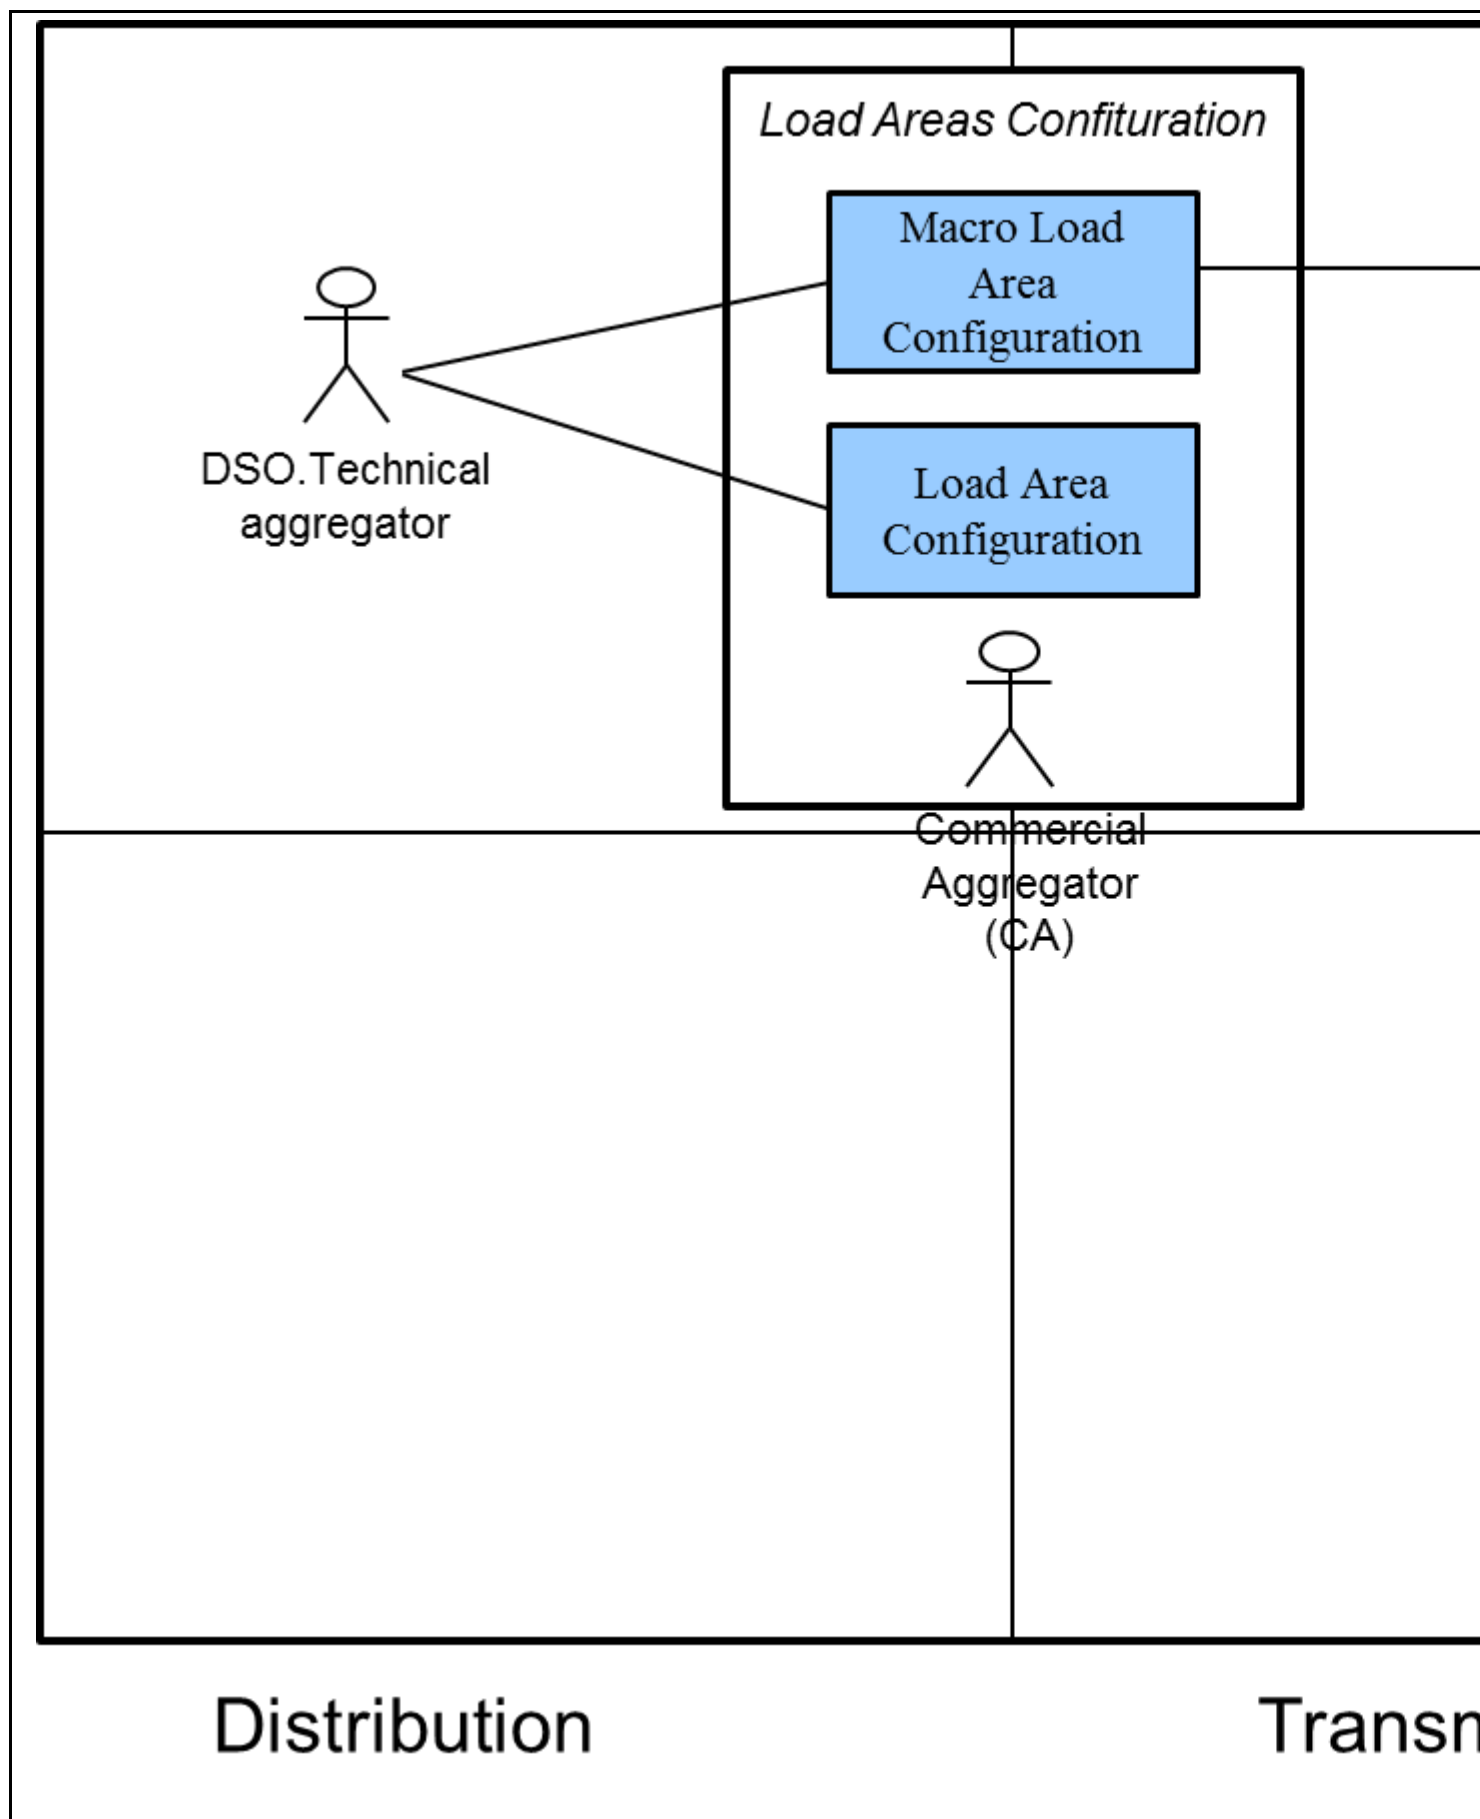 Load Areas Confituration
Macro Load
Area
Configuration
DSO.Technical
aggregator
Load Area
Configuration
Commercial
Aggregator
(CA)
Distribution